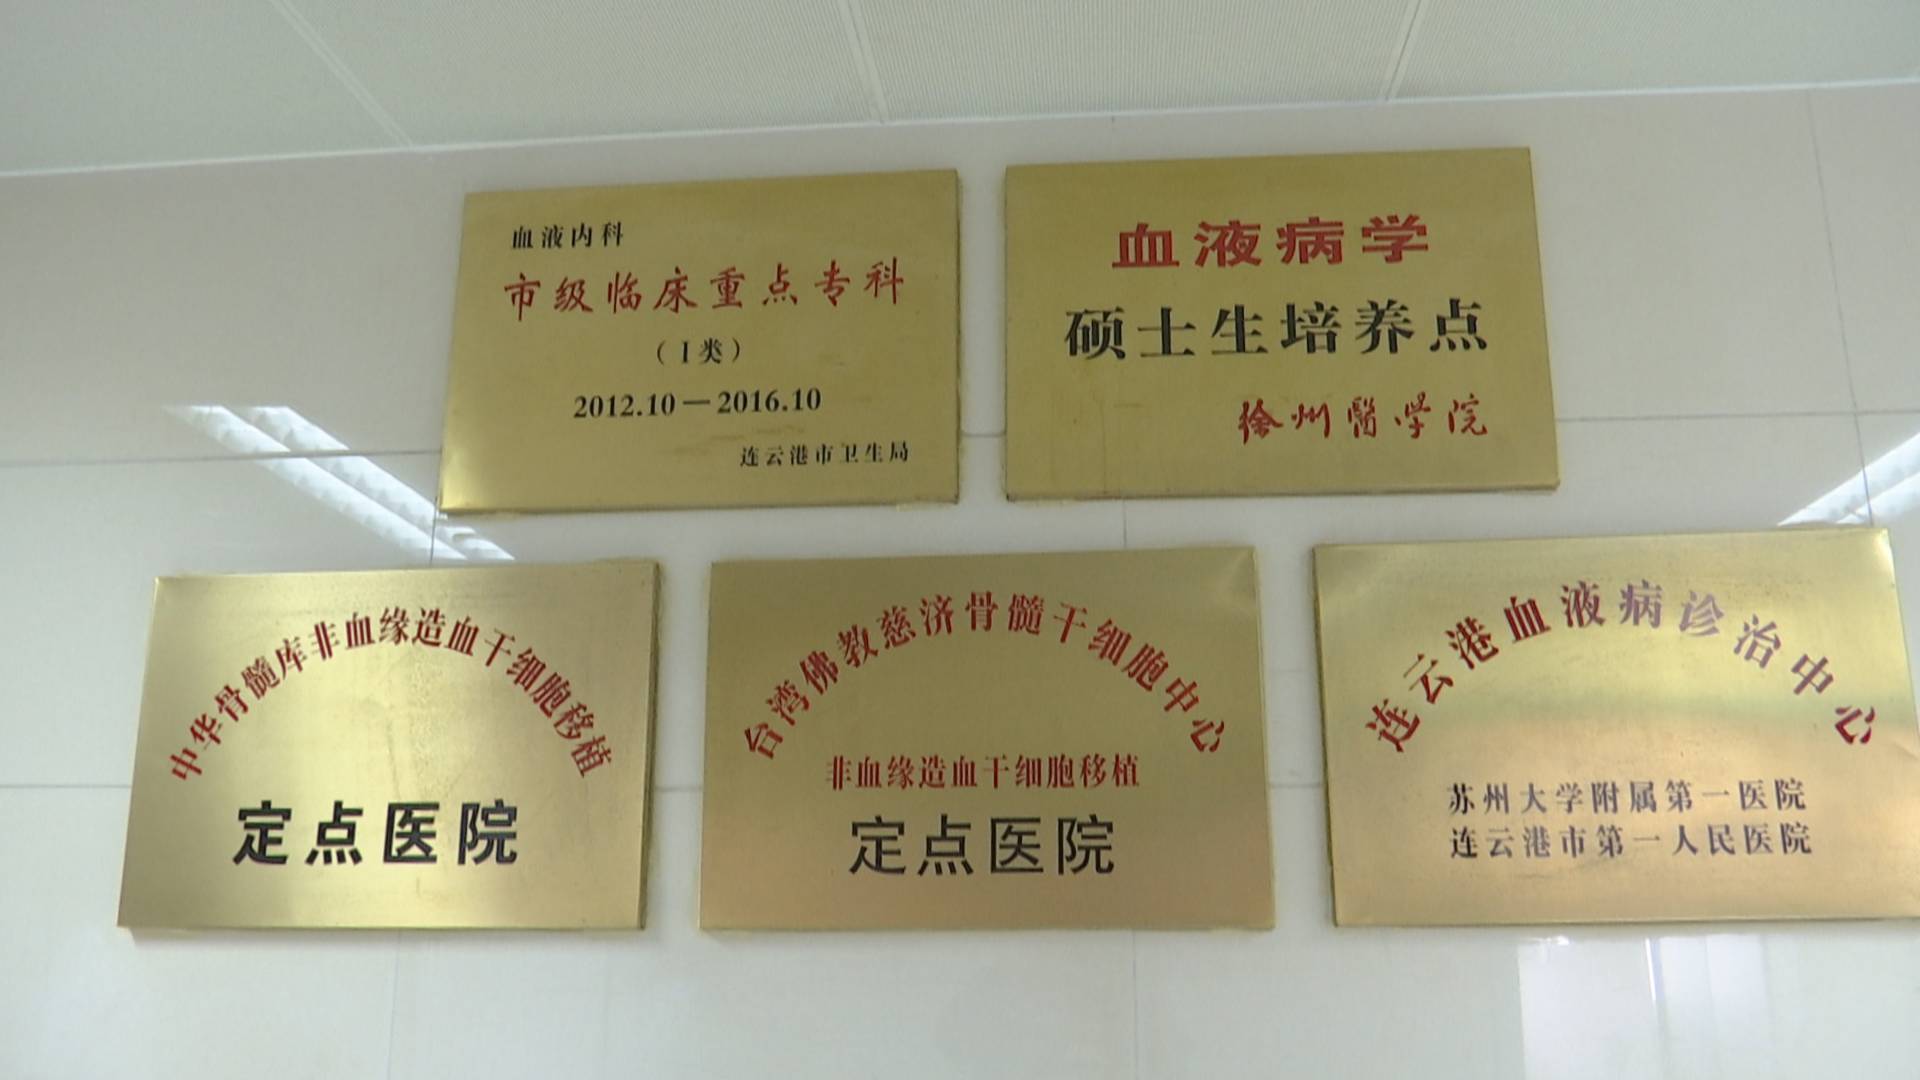 血液内科
市级临床重点专科
（I类）
2012.10－2016.10
连云港市卫生局
血液病学
硕士生培养点
徐州醫学院
中华骨髓库非血缘造血干细胞移植
定点医院
台湾佛教慈济骨髓干细胞中心
非血缘造血干细胞移植
定点医院
连云港血液病诊治中心
苏州大学附属第一医院
连云港市第一人民医院